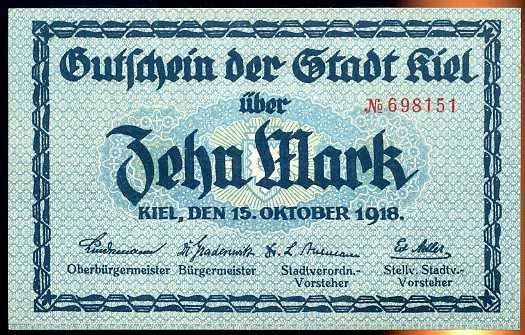 Gutschein der Stadt Kiel
über
№ 698151
Zehn Mark
KIEL, DEN 15. OKTOBER 1918.
Lindemann
Oberbürgermeister Bürgermeister Stadtverordn.- Stellv. Stadtv.-
Vorsteher Vorsteher